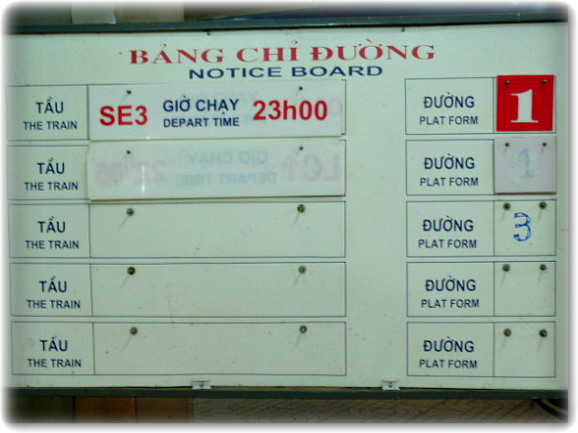 BẢNG CHỈ ĐƯỜNG
NOTICE BOARD
TẦU
THE TRAIN
SE3 GIỜ CHẠY
DEPART TIME 23h00
ĐƯỜNG
PLAT FORM
1
TẦU
THE TRAIN
LC1 GIỜ CHẠY
DEPART TIME
ĐƯỜNG
PLAT FORM
1
TẦU
THE TRAIN
ĐƯỜNG
PLAT FORM
3
TẦU
THE TRAIN
ĐƯỜNG
PLAT FORM
TẦU
THE TRAIN
ĐƯỜNG
PLAT FORM